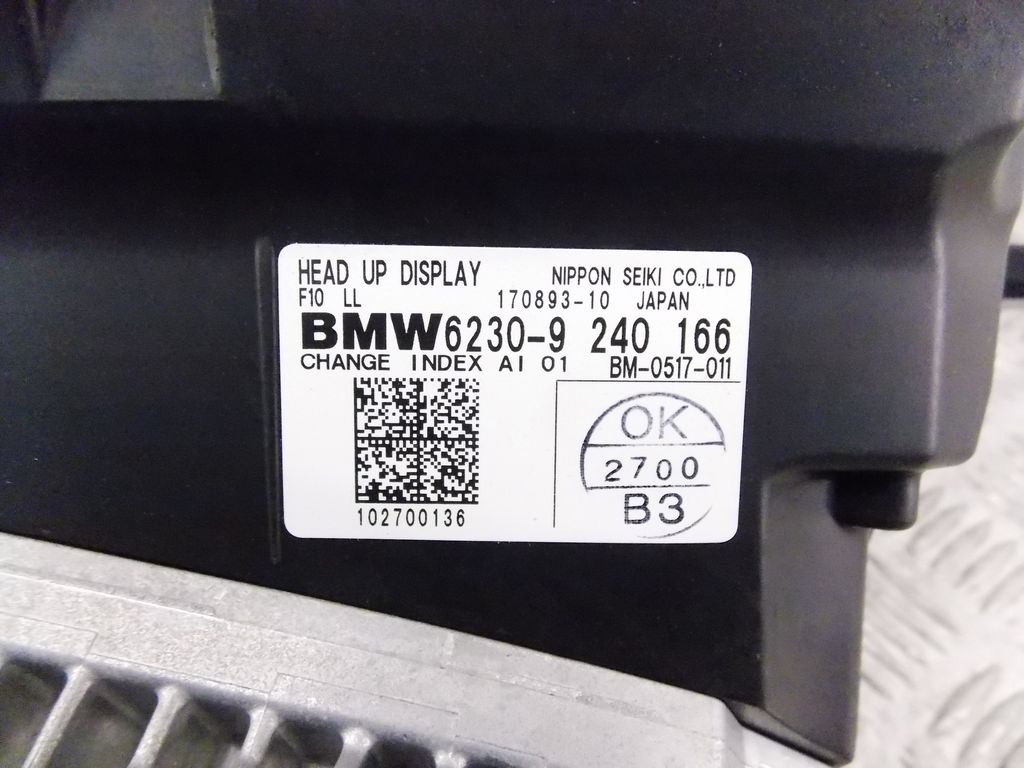 HEAD UP DISPLAY NIPPON SEIKI CO.,LTD
F10 LL 170893-10 JAPAN
BMW6230-9 240 166
CHANGE INDEX AI 01 BM-0517-011
OK
2700
B3
102700136